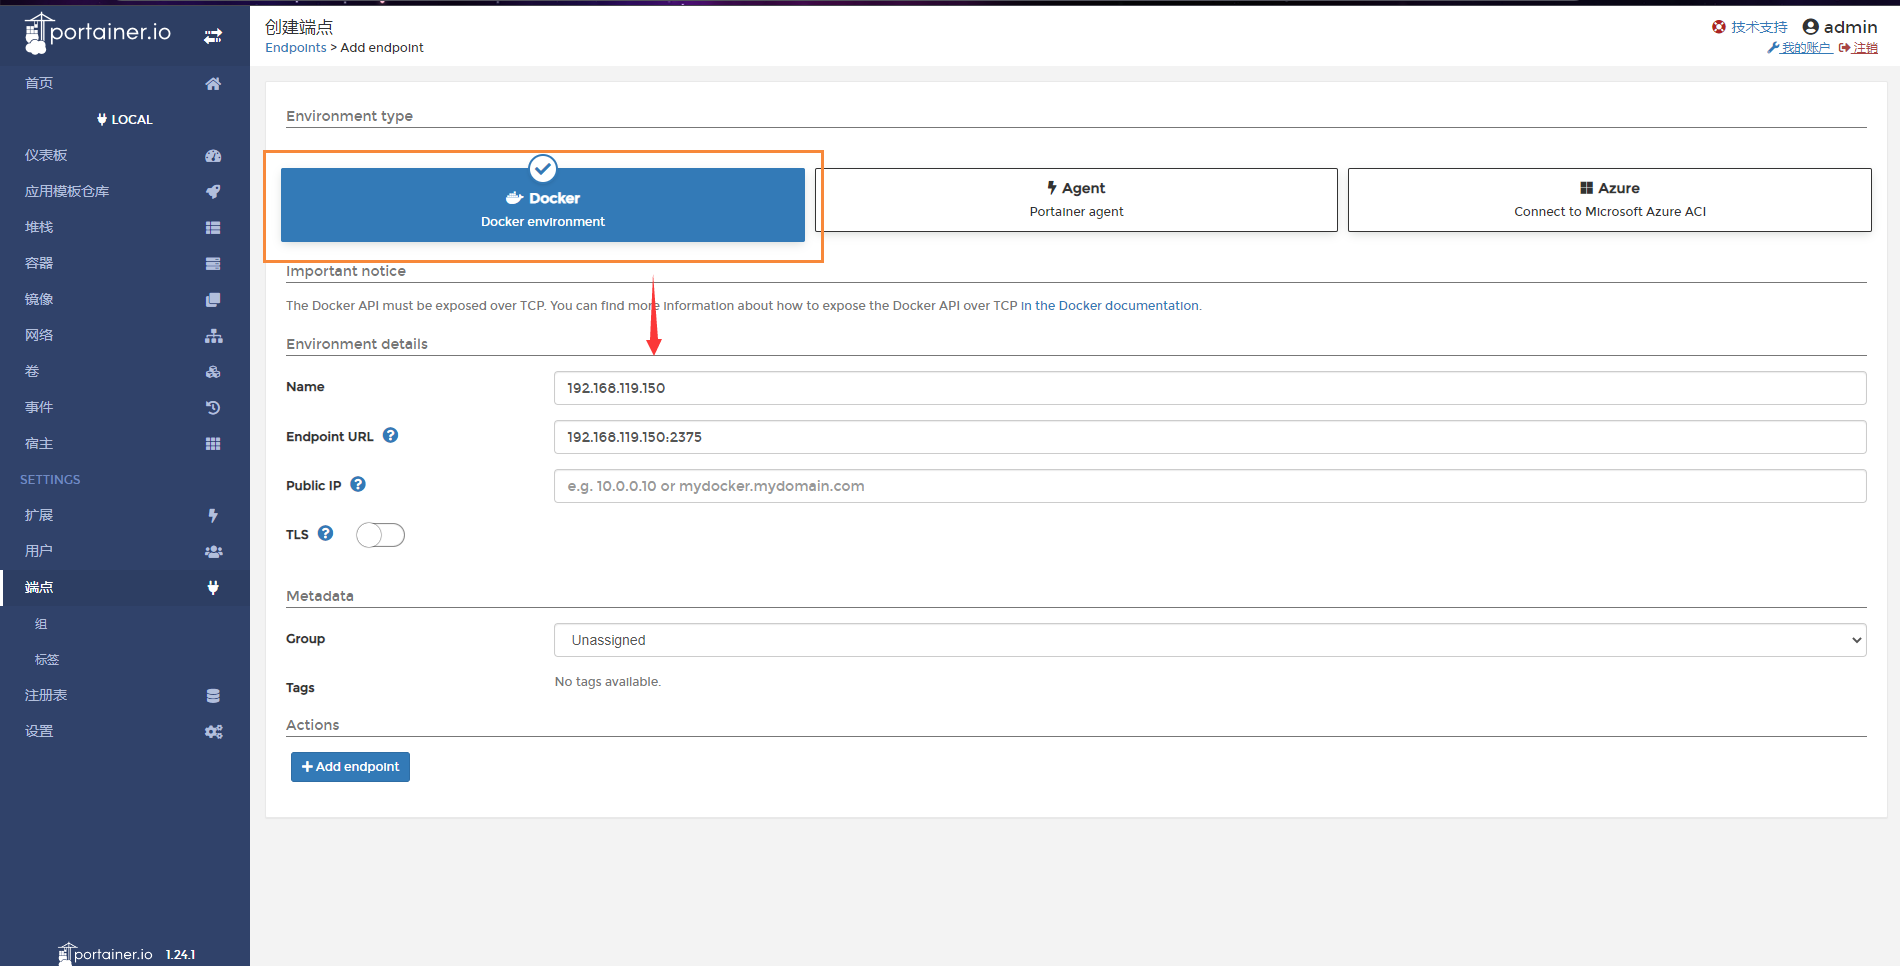 portainer.io
首页
LOCAL
仪表板
应用模板仓库
堆栈
容器
镜像
网络
卷
事件
宿主
SETTINGS
扩展
用户
端点
组
标签
注册表
设置
portainer.io 1.24.1
创建端点
Endpoints > Add endpoint
技术支持 admin
我的账户 注销
Environment type
Docker
Docker environment
Agent
Portainer agent
Azure
Connect to Microsoft Azure ACI
Important notice
The Docker API must be exposed over TCP. You can find more information about how to expose the Docker API over TCP in the Docker documentation.
Environment details
Name 192.168.119.150
Endpoint URL 192.168.119.150:2375
Public IP e.g. 10.0.0.10 or mydocker.mydomain.com
TLS
Metadata
Group Unassigned
Tags No tags available.
Actions
Add endpoint